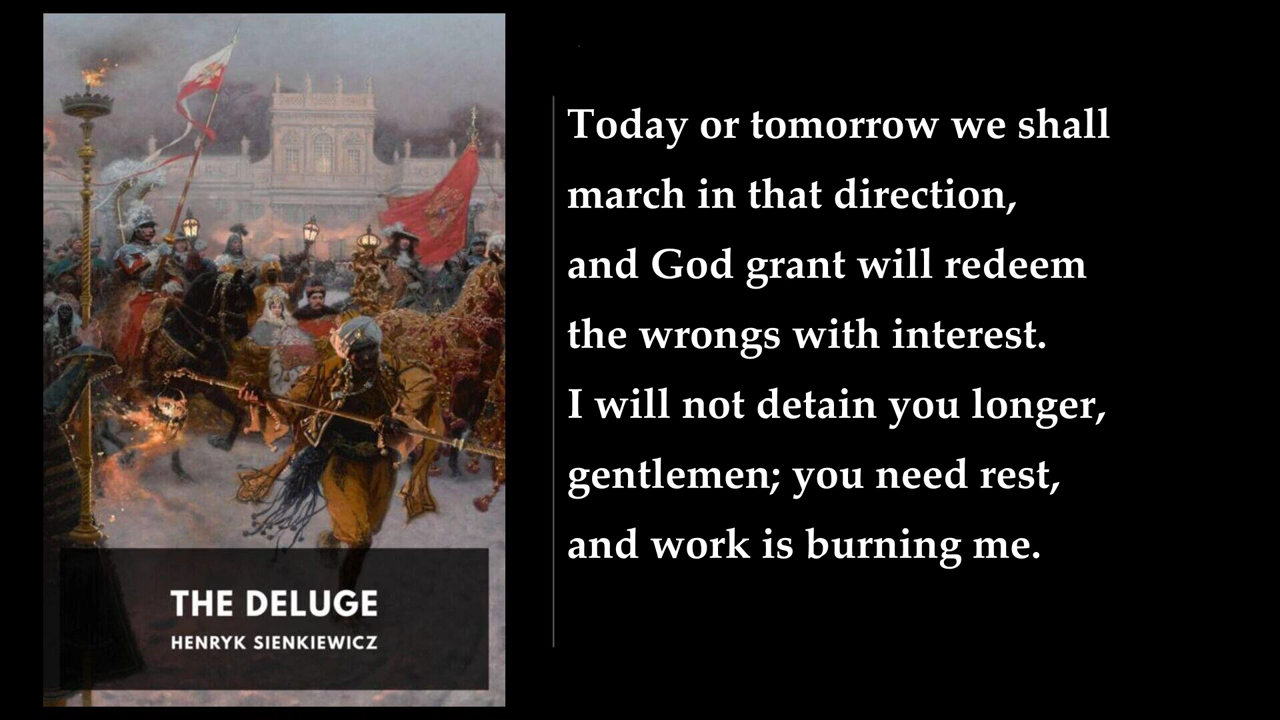 THE DELUGE
HENRYK SIENKIEWICZ
Today or tomorrow we shall
march in that direction,
and God grant will redeem
the wrongs with interest.
I will not detain you longer,
gentlemen; you need rest,
and work is burning me.